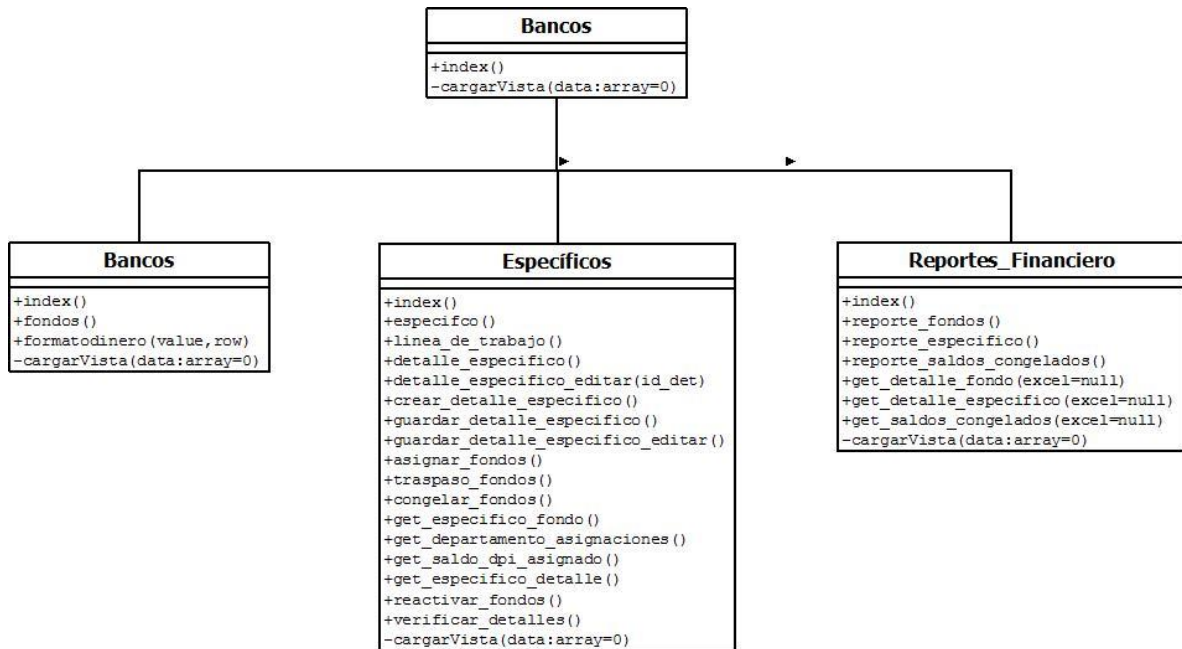 Bancos
+index()
-cargarVista(data:array=0)
Bancos
+index()
+fondos()
+formatodinero(value,row)
-cargarVista(data:array=0)
Específicos
+index()
+especifco()
+linea_de_trabajo()
+detalle_especifico()
+detalle_especifico_editar(id_det)
+crear_detalle_especifico()
+guardar_detalle_especifico()
+guardar_detalle_especifico_editar()
+asignar_fondos()
+traspaso_fondos()
+congelar_fondos()
+get_especifico_fondo()
+get_departamento_asignaciones()
+get_saldo_dpi_asignado()
+get_especifico_detalle()
+reactivar_fondos()
+verificar_detalles()
-cargarVista(data:array=0)
Reportes_Financiero
+index()
+reporte_fondos()
+reporte_especifico()
+reporte_saldos_congelados()
+get_detalle_fondo(excel=null)
+get_detalle_especifico(excel=null)
+get_saldos_congelados(excel=null)
-cargarVista(data:array=0)